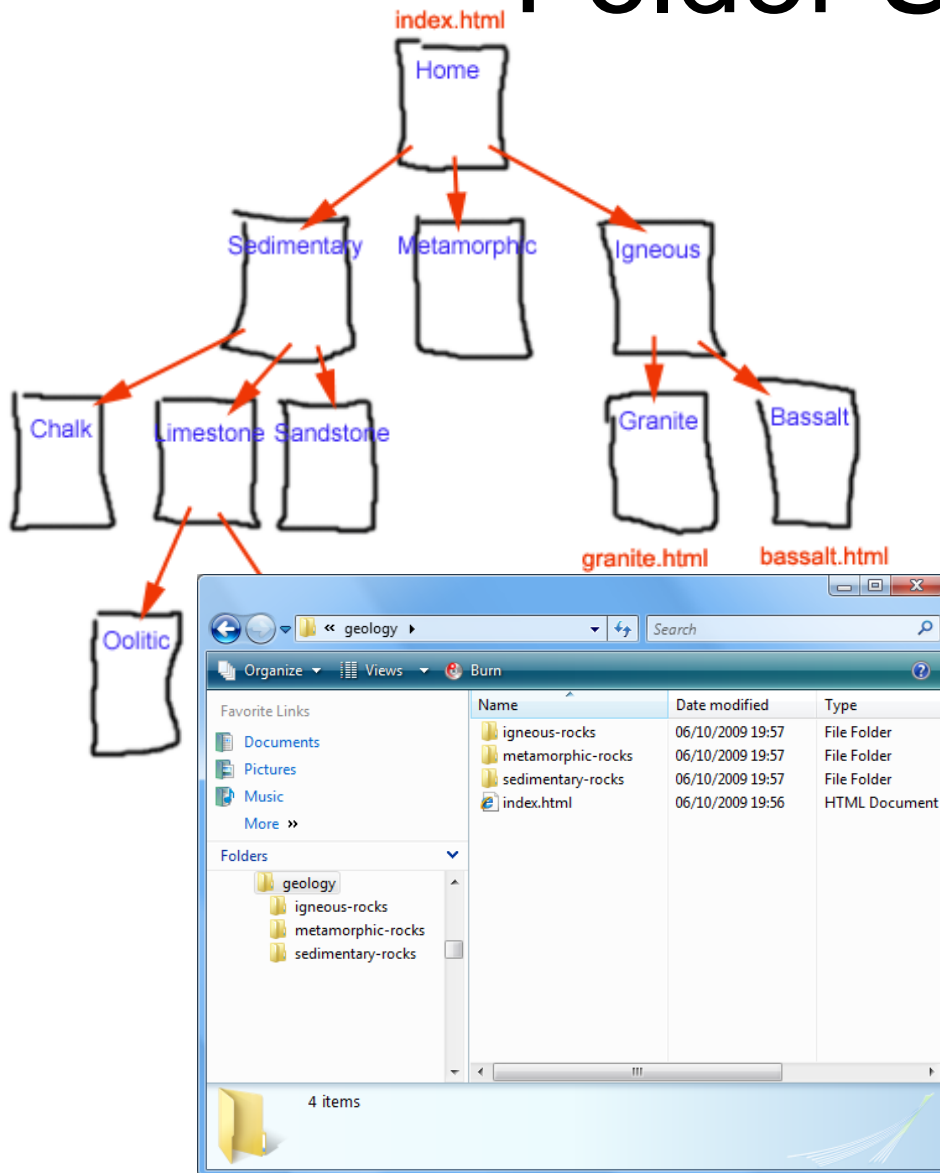 Folder S
index.html
Home
Sedimentary Metamorphic Igneous
Chalk Limestone Sandstone Granite Bassalt
granite.html bassalt.html
Oolitic
« geology
Search
Organize Views Burn
Favorite Links
Documents
Pictures
Music
More »
Folders
geology
igneous-rocks
metamorphic-rocks
sedimentary-rocks
Name Date modified Type
igneous-rocks 06/10/2009 19:57 File Folder
metamorphic-rocks 06/10/2009 19:57 File Folder
sedimentary-rocks 06/10/2009 19:57 File Folder
index.html 06/10/2009 19:56 HTML Document
4 items